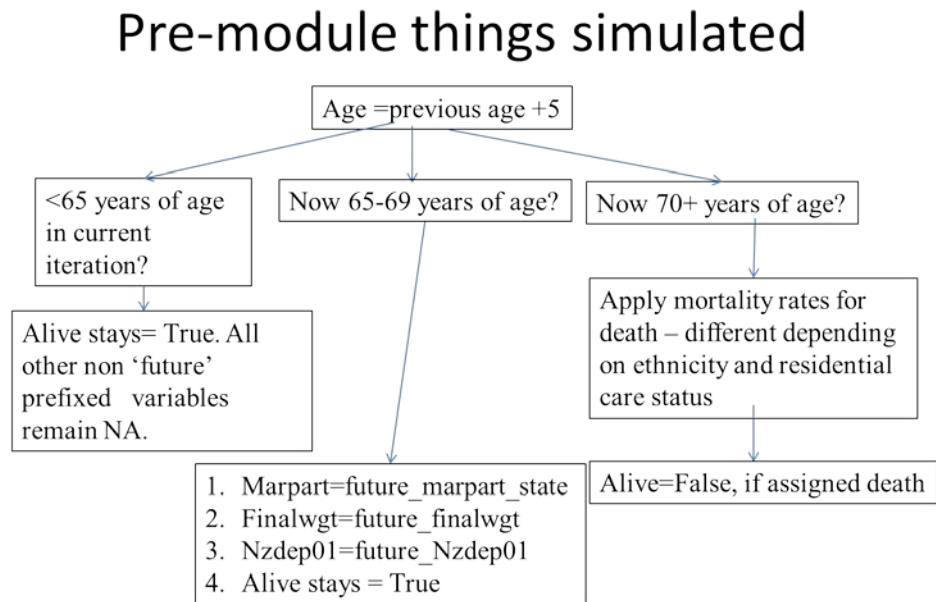 Pre-module things simulated
Age =previous age +5
<65 years of age
in current
iteration?
Now 65-69 years of age?
Now 70+ years of age?
Alive stays= True. All
other non ‘future’
prefixed variables
remain NA.
Apply mortality rates for
death – different depending
on ethnicity and residential
care status
1. Marpart=future_marpart_state
2. Finalwgt=future_finalwgt
3. Nzdep01=future_Nzdep01
4. Alive stays = True
Alive=False, if assigned death